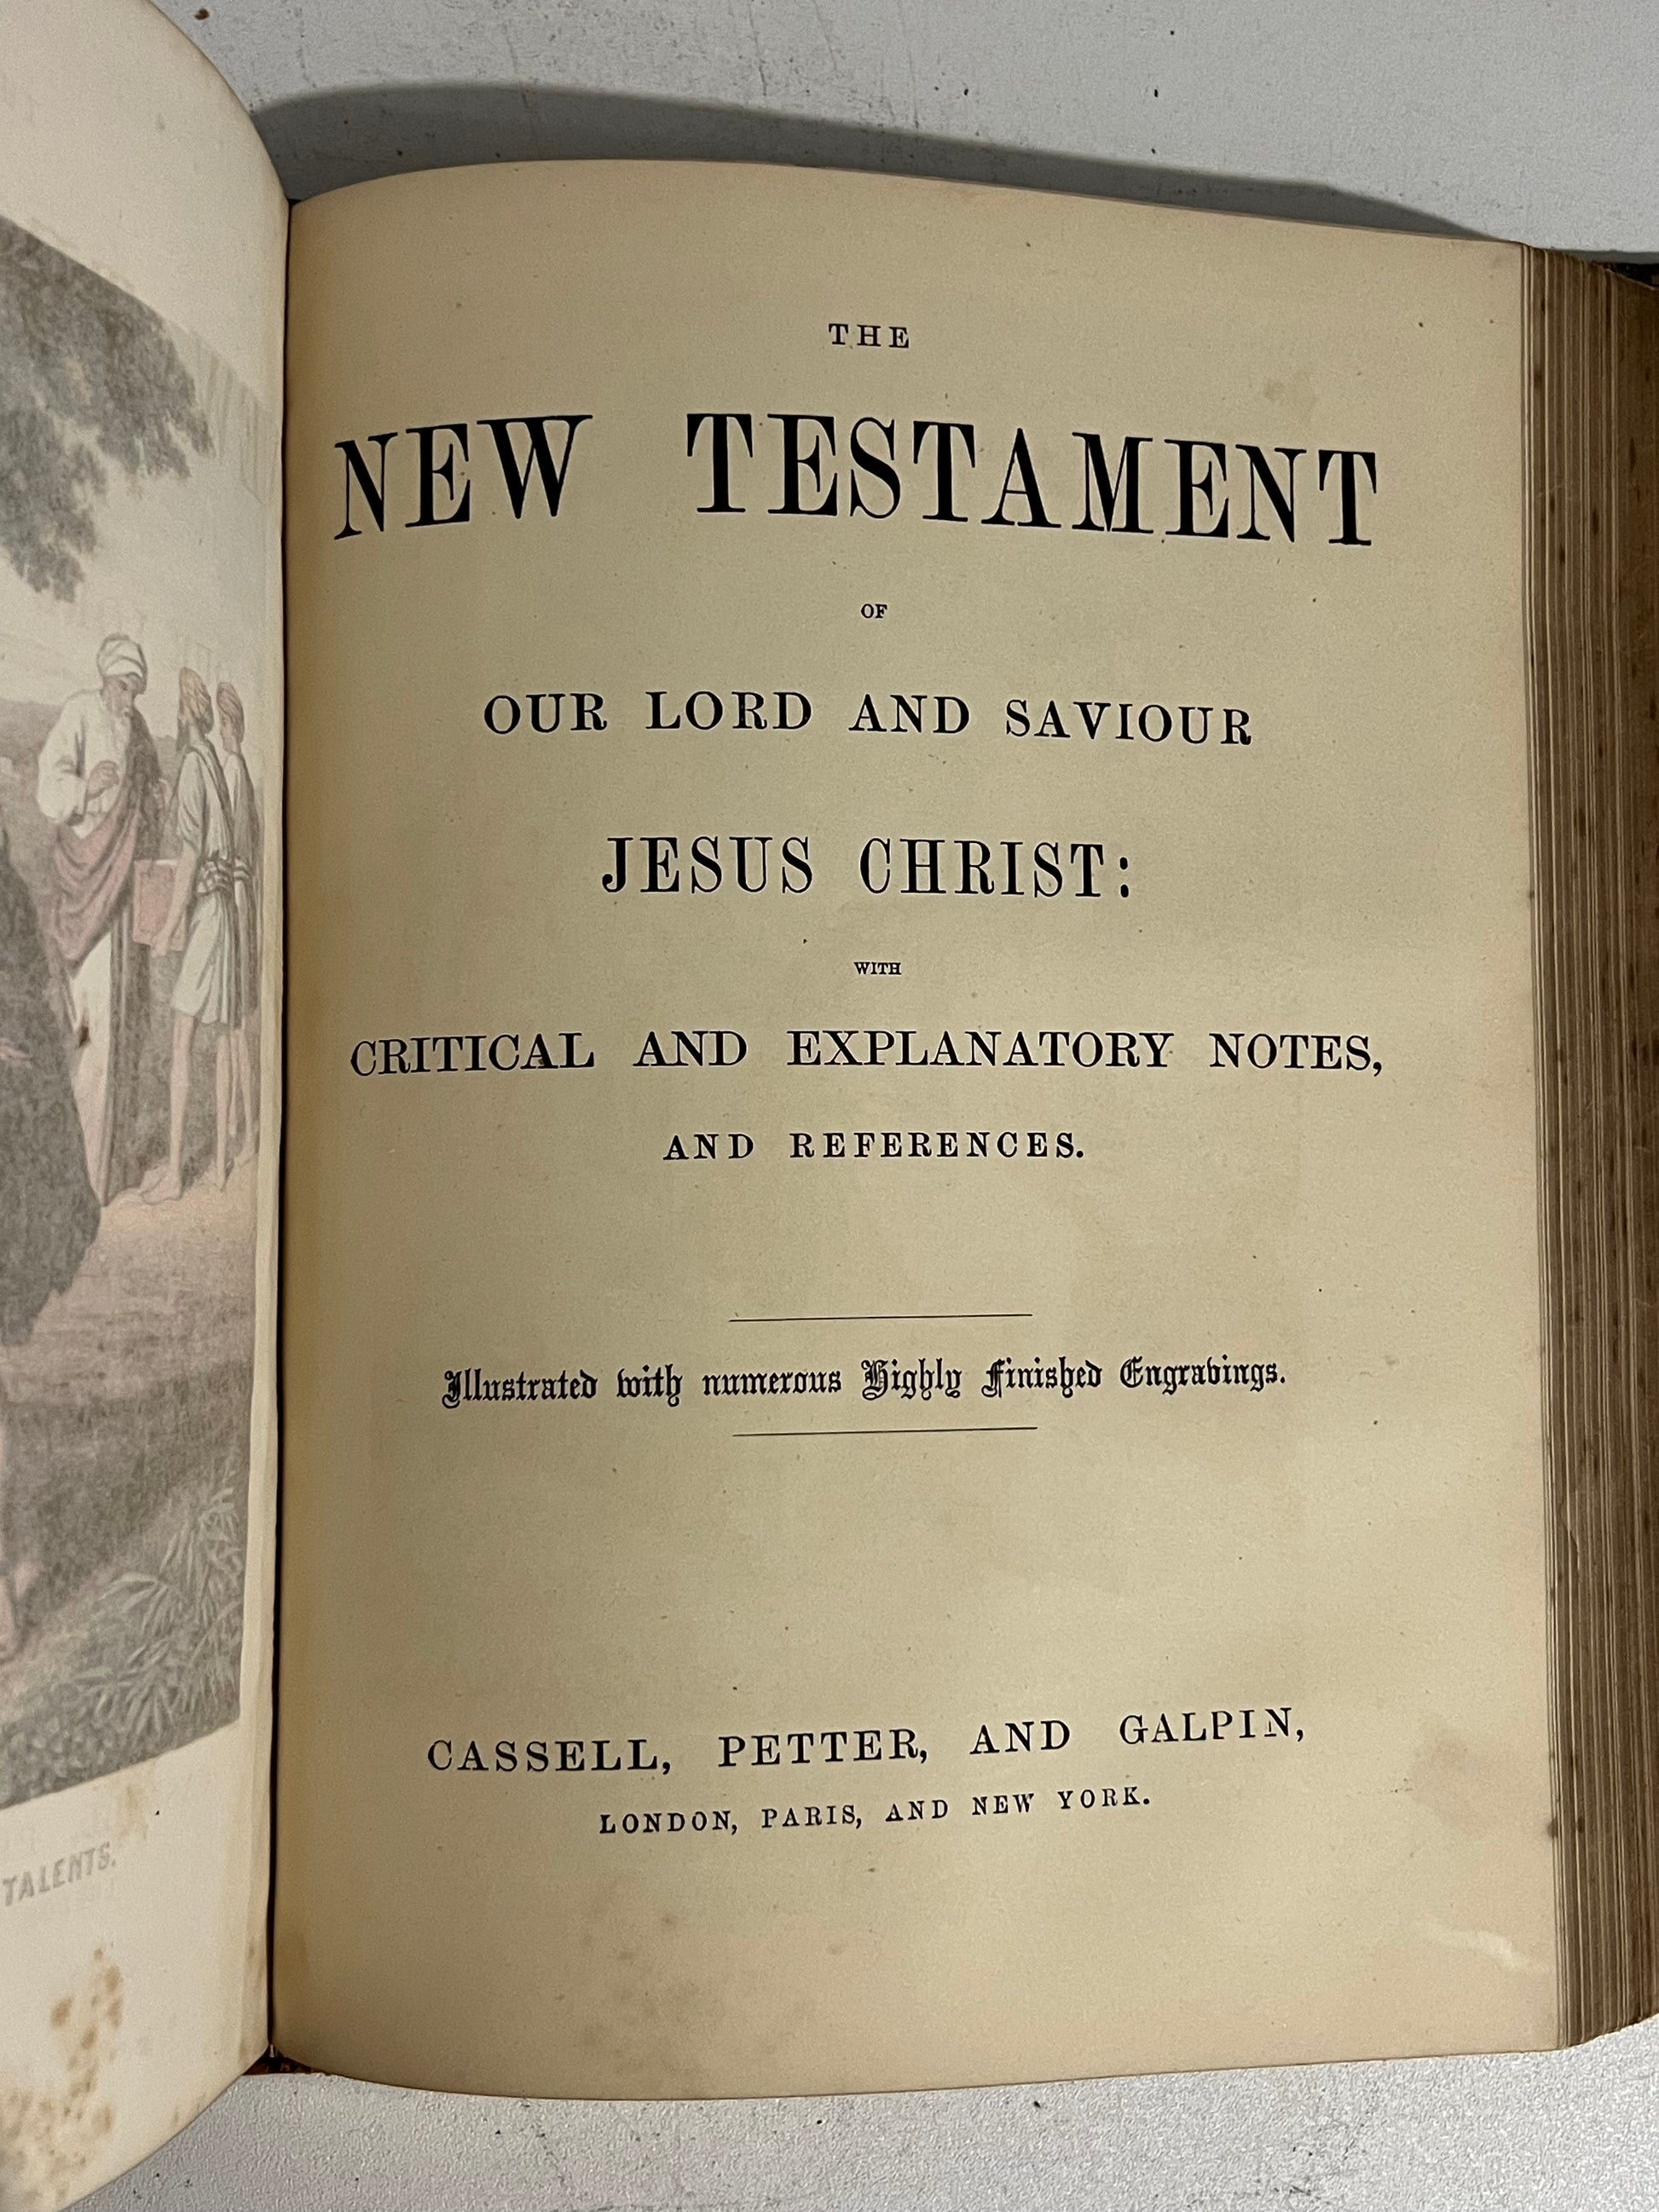 TALENTS.
THE
NEW TESTAMENT
OF
OUR LORD AND SAVIOUR
JESUS CHRIST:
WITH
CRITICAL AND EXPLANATORY NOTES,
AND REFERENCES.
Illustrated with numerous Highly Finished Engravings.
CASSELL, PETTER, AND GALPIN,
LONDON, PARIS, AND NEW YORK.